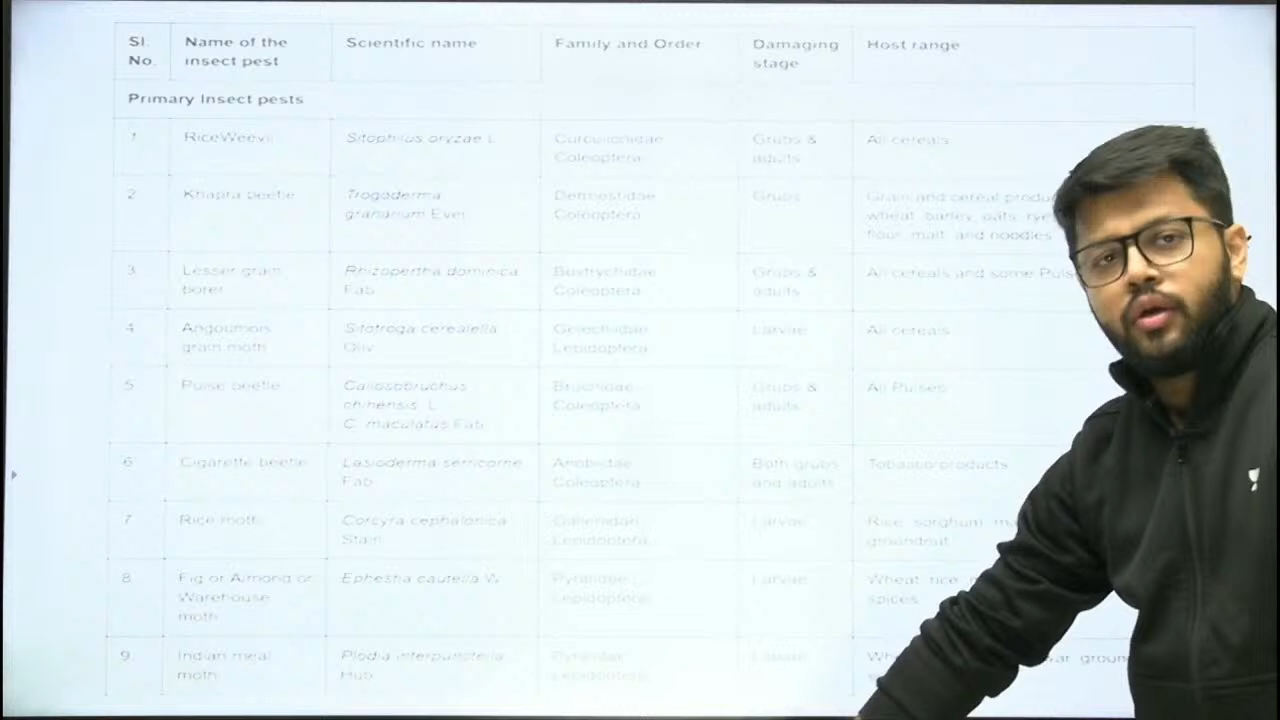 Sl. No.
Name of the insect pest
Scientific name
Family and Order
Damaging stage
Host range
Primary Insect pests
1
Rice Weevil
Sitophilus oryzae L
Curculionidae
Coleoptera
Grubs &
adults
All cereals
2
Khapra beetle
Trogoderma
granarium Ever
Dermestidae
Coleoptera
Grubs
Grain and cereal
wheat barley oats rye
flour malt and noodles
3
Lesser grain
borer
Rhizopertha dominica
Fab
Bostrychidae
Coleoptera
Grubs &
adults
All cereals and some
4
Angoumois
grain moth
Sitotroga cerealella
Oliv
Gelechiidae
Lepidoptera
Larvae
All cereals
5
Pulse beetle
Callosobruchus
chinensis L
C. maculatus Fab
Bruchidae
Coleoptera
Grubs &
adults
All Pulses
6
Cigarette beetle
Lasioderma serricorne
Fab
Anobiidae
Coleoptera
Both grubs
and adults
Tobacco products
7
Rice moth
Corcyra cephalonica
Stain
Lepidoptera
Larvae
Rice sorghum
groundnut
8.
Fig or Almond or
Warehouse
moth
Ephestia cautella W
Lepidoptera
Larvae
Wheat rice
spices
9.
Indian meal
moth
Plodia interpunctella
Hub
Lepidoptera
Larvae